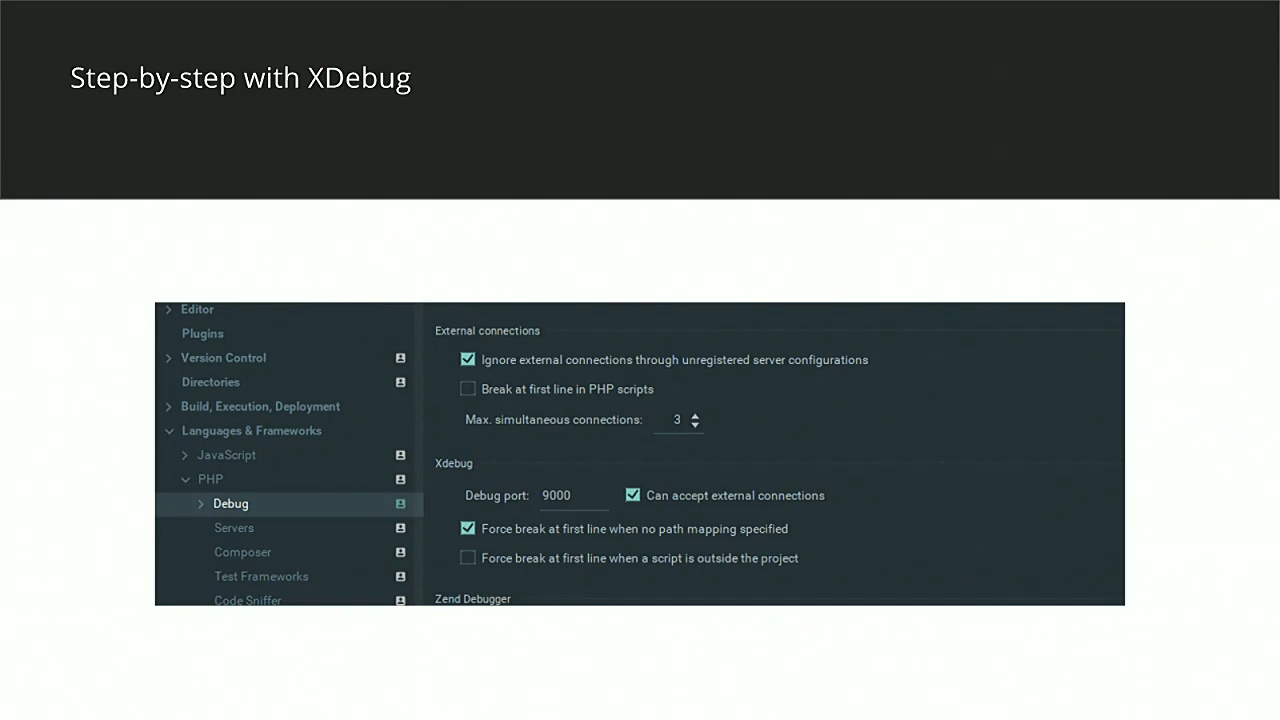 Step-by-step with XDebug
Editor
Plugins
Version Control
Directories
Build, Execution, Deployment
Languages & Frameworks
JavaScript
PHP
Debug
Servers
Composer
Test Frameworks
Code Sniffer
External connections
Ignore external connections through unregistered server configurations
Break at first line in PHP scripts
Max. simultaneous connections: 3
Xdebug
Debug port: 9000 Can accept external connections
Force break at first line when no path mapping specified
Force break at first line when a script is outside the project
Zend Debugger